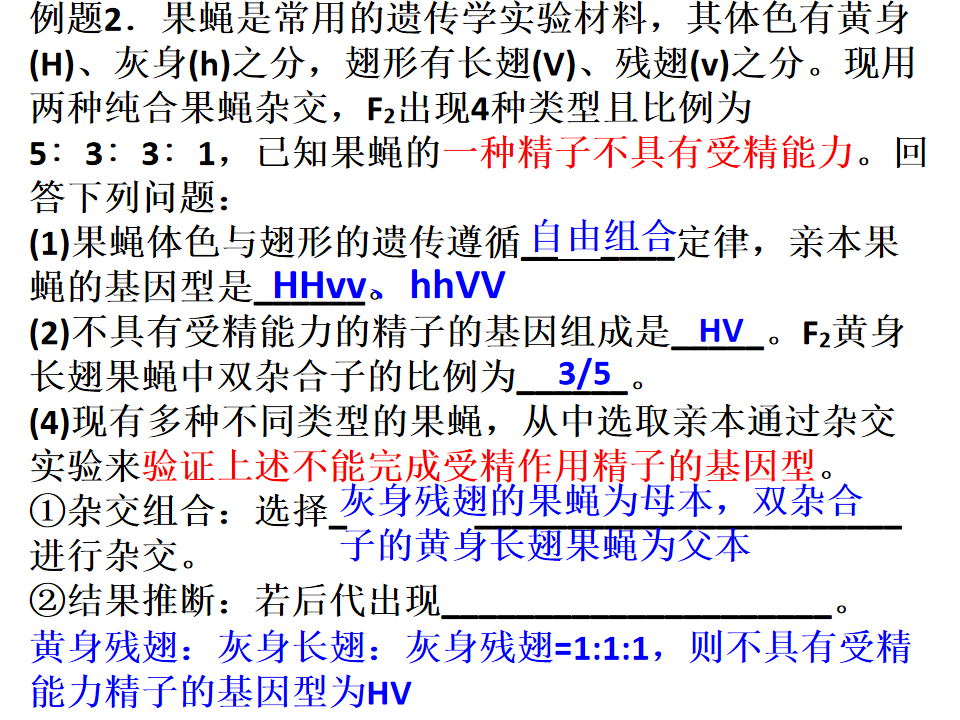 例题2．果蝇是常用的遗传学实验材料，其体色有黄身
(H)、灰身(h)之分，翅形有长翅(V)、残翅(v)之分。现用
两种纯合果蝇杂交，F₂出现4种类型且比例为
5：3：3：1，已知果蝇的一种精子不具有受精能力。回
答下列问题：
(1)果蝇体色与翅形的遗传遵循自由组合定律，亲本果
蝇的基因型是_HHvv、hhVV
(2)不具有受精能力的精子的基因组成是_HV_。F₂黄身
长翅果蝇中双杂合子的比例为_3/5_。
(4)现有多种不同类型的果蝇，从中选取亲本通过杂交
实验来验证上述不能完成受精作用精子的基因型。
①杂交组合：选择_灰身残翅的果蝇为母本，双杂合
子的黄身长翅果蝇为父本
进行杂交。
②结果推断：若后代出现____________________。
黄身残翅：灰身长翅：灰身残翅=1:1:1，则不具有受精
能力精子的基因型为HV